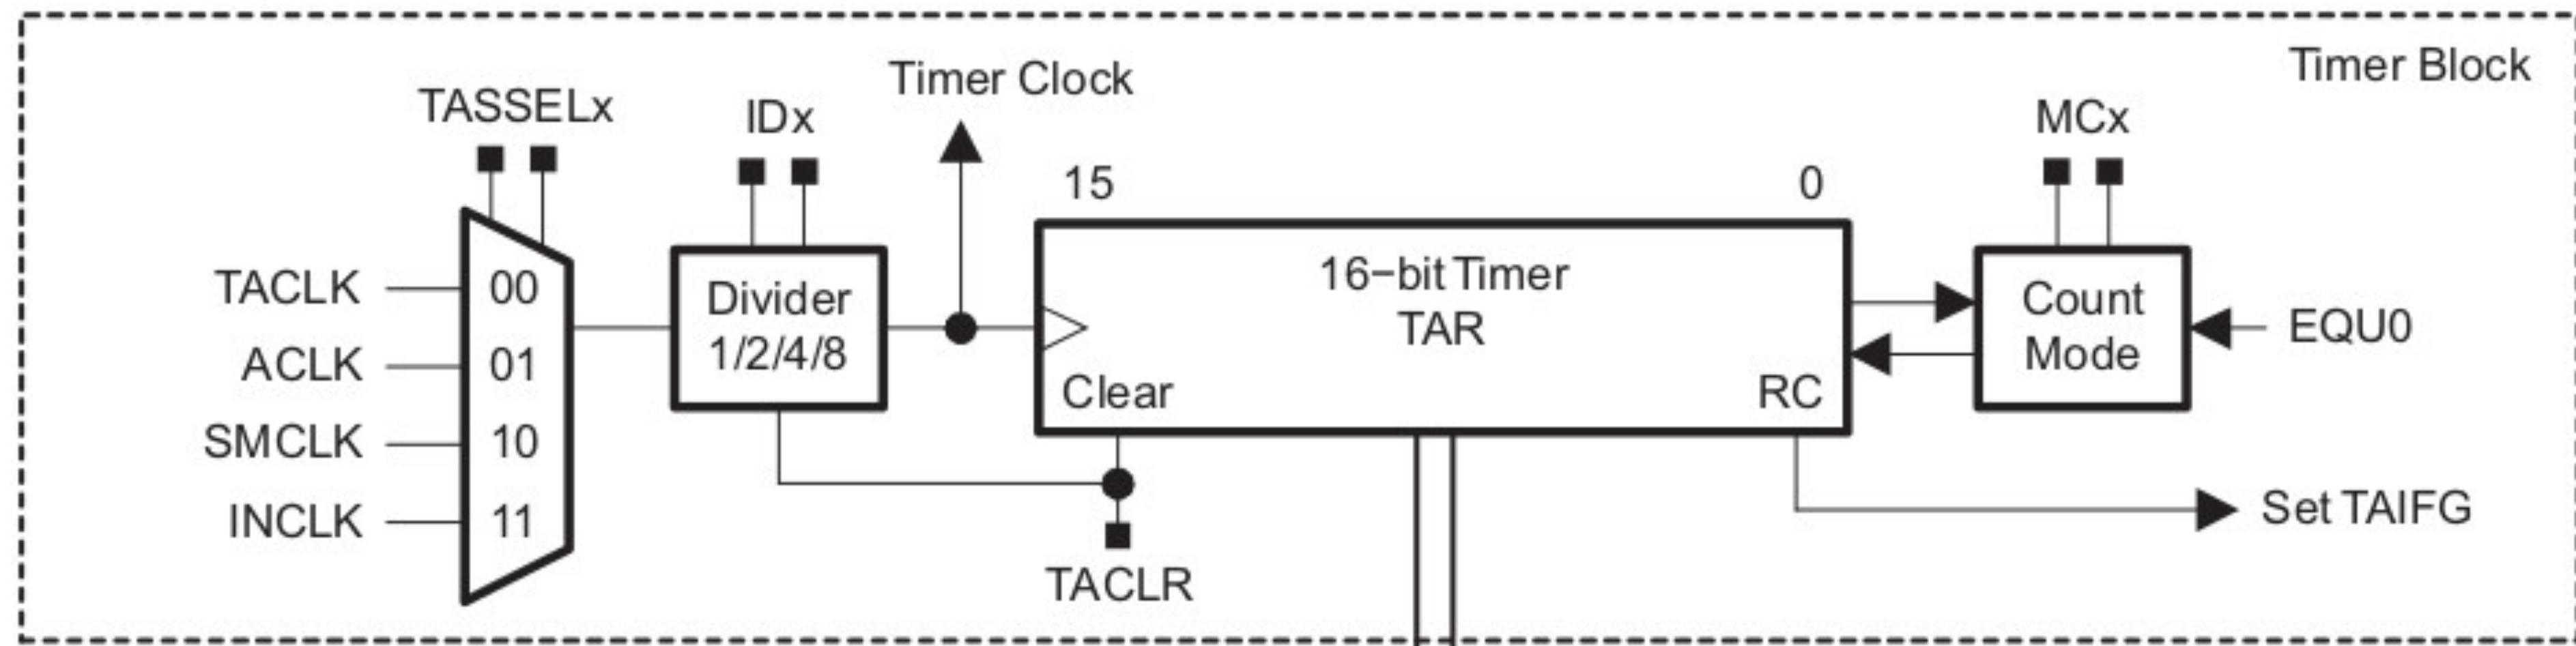 Timer Block
Timer Clock
TASSELx
IDx
MCx
15
0
TACLK
00
ACLK
01
SMCLK
10
INCLK
11
Divider
1/2/4/8
16−bit Timer
TAR
Clear
RC
Count
Mode
EQU0
Set TAIFG
TACLR